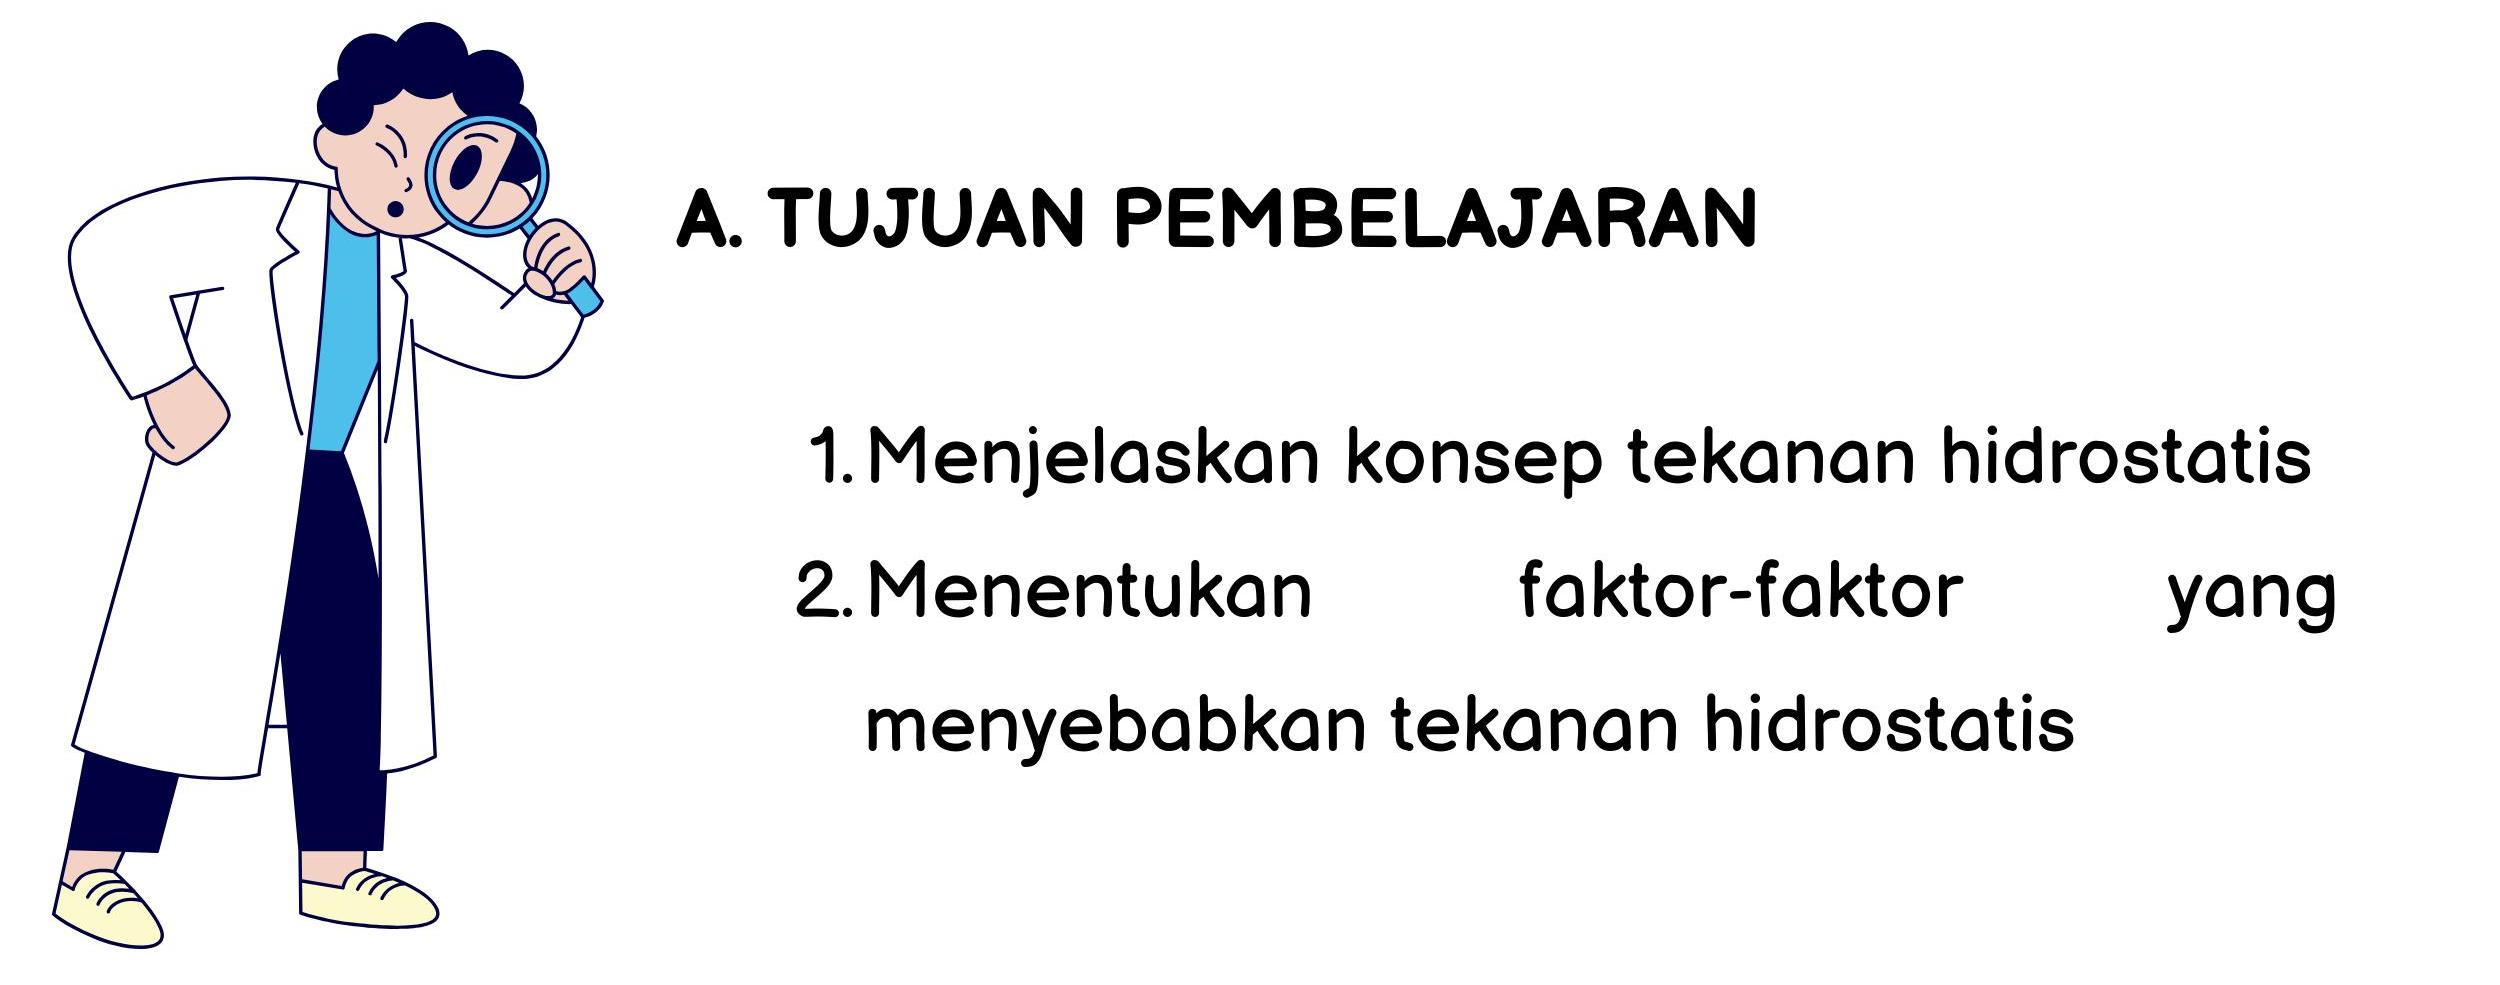 A. TUJUAN PEMBELAJARAN
1. Menjelaskan konsep tekanan hidrostatis
2. Menentukan faktor-faktor yang
menyebabkan tekanan hidrostatis